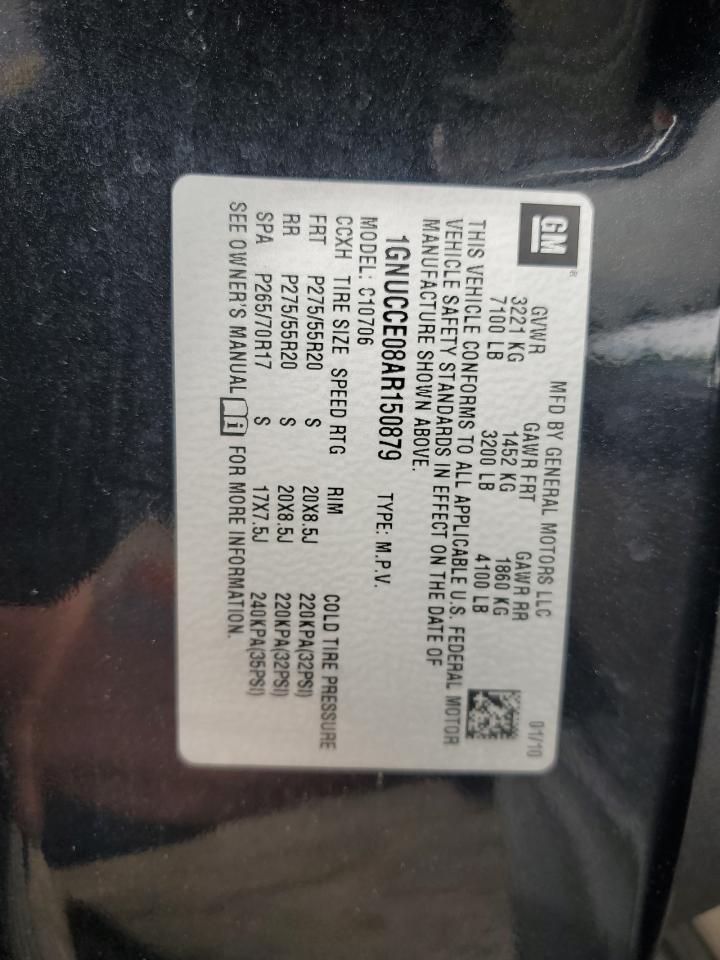 GM®
MFD BY GENERAL MOTORS LLC 01/10
GVWR GAWR FRT GAWR RR
3221 KG 1452 KG 1860 KG
7100 LB 3200 LB 4100 LB
THIS VEHICLE CONFORMS TO ALL APPLICABLE U.S. FEDERAL MOTOR
VEHICLE SAFETY STANDARDS IN EFFECT ON THE DATE OF
MANUFACTURE SHOWN ABOVE.
1GNUCCE08AR150879 TYPE: M.P.V.
MODEL: C10706
CCXH TIRE SIZE SPEED RTG RIM COLD TIRE PRESSURE
FRT P275/55R20 S 20X8.5J 220KPA(32PSI)
RR P275/55R20 S 20X8.5J 220KPA(32PSI)
SPA P265/70R17 S 17X7.5J 240KPA(35PSI)
SEE OWNER'S MANUAL i FOR MORE INFORMATION.